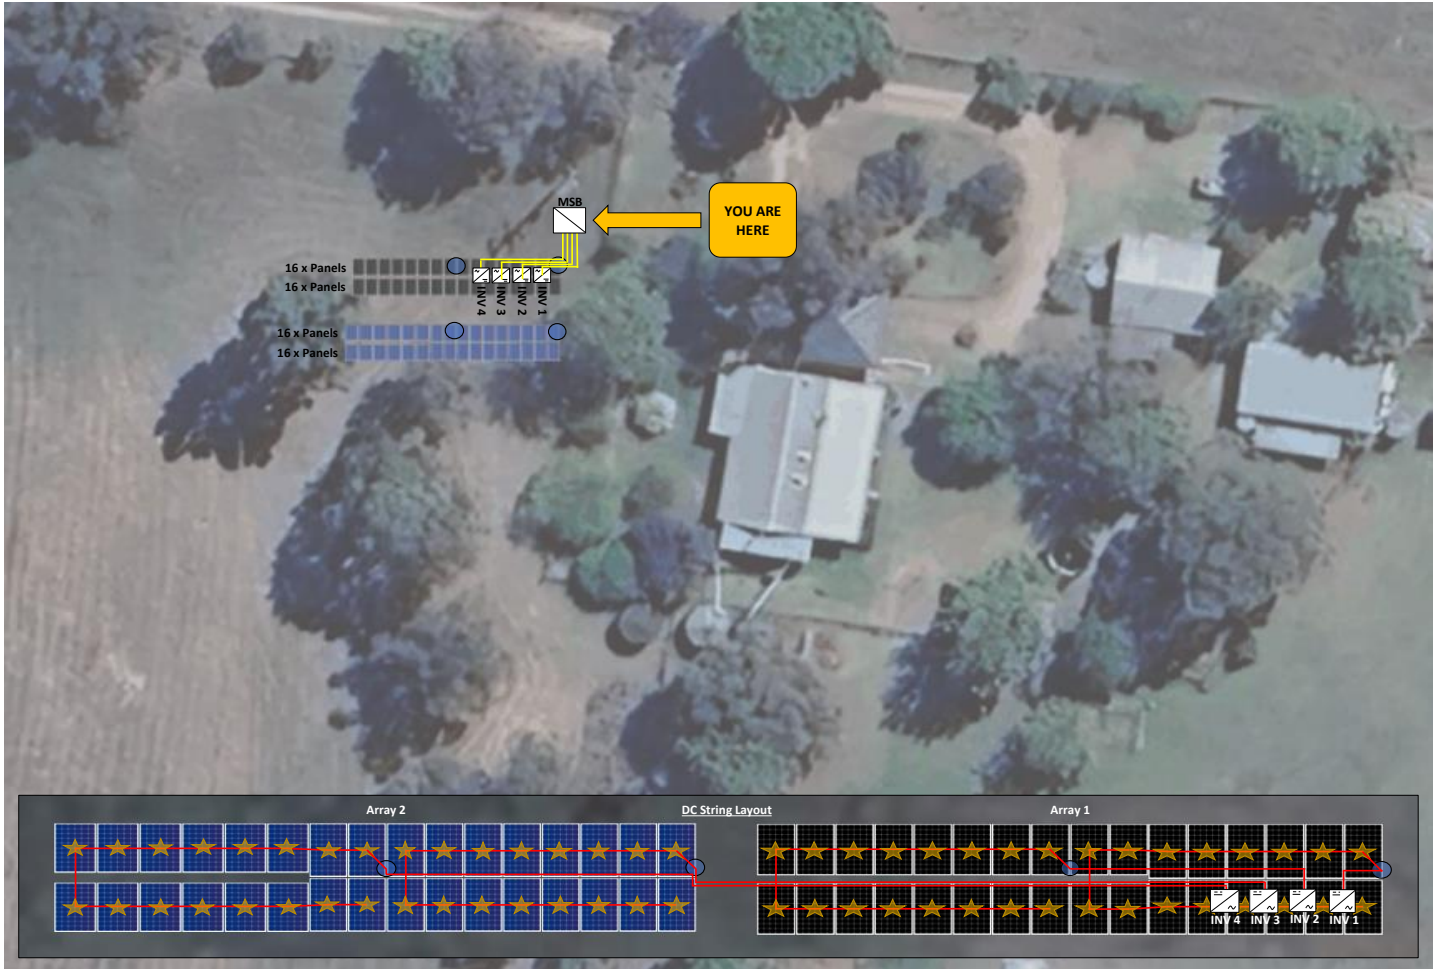 MSB
YOU ARE
HERE
16 x Panels
16 x Panels
INV 4
INV 3
INV 2
INV 1
16 x Panels
16 x Panels
Array 2
DC String Layout
Array 1
INV 4
INV 3
INV 2
INV 1